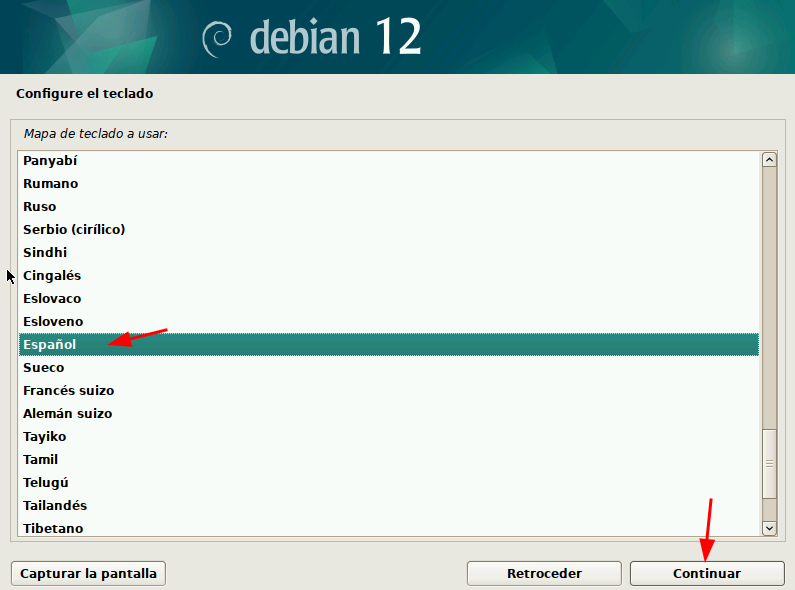 debian 12
Configure el teclado
Mapa de teclado a usar:
Panyabí
Rumano
Ruso
Serbio (cirílico)
Sindhi
Cingalés
Eslovaco
Esloveno
Español
Sueco
Francés suizo
Alemán suizo
Tayiko
Tamil
Telugú
Tailandés
Tibetano
Capturar la pantalla
Retroceder
Continuar